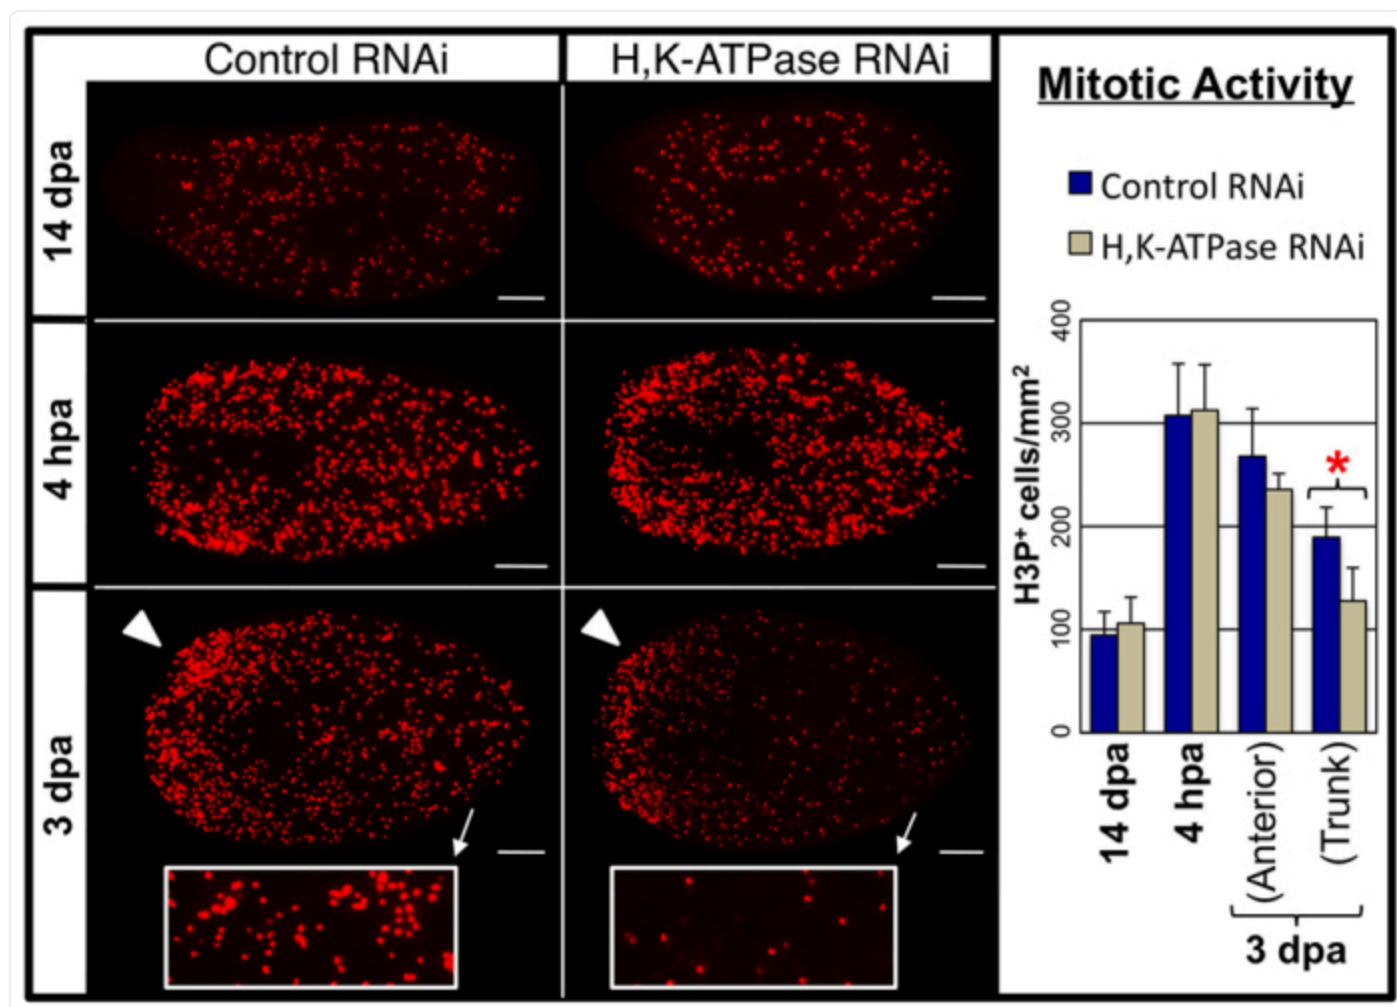 Control RNAi
H,K-ATPase RNAi
14 dpa
4 hpa
3 dpa
Mitotic Activity
Control RNAi
H,K-ATPase RNAi
H3P⁺ cells/mm²
400
300
200
100
0
*
14 dpa
4 hpa
(Anterior)
(Trunk)
3 dpa